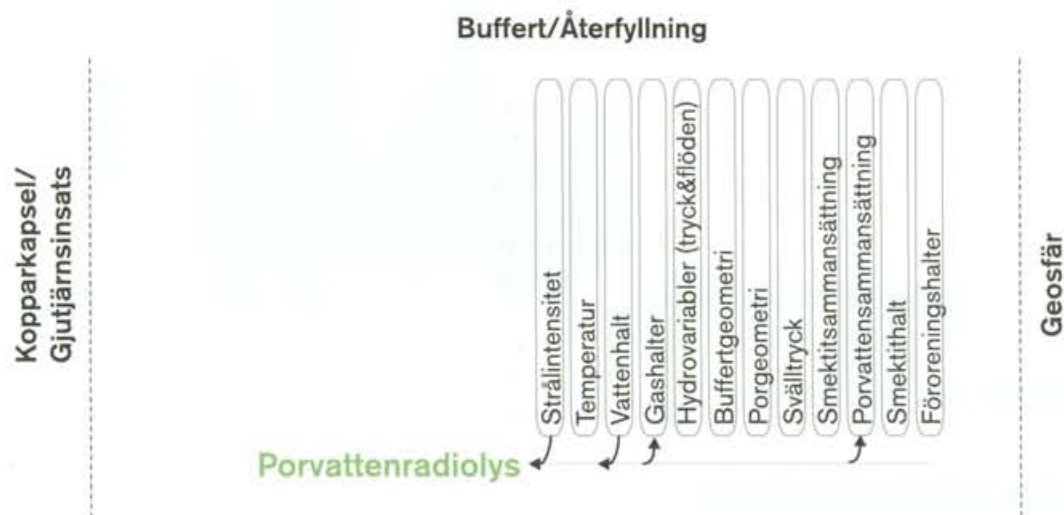 Buffert/Återfyllning
Kopparkapsel/
Gjutjärnsinsats
Strålintensitet
Temperatur
Vattenhalt
Gashalter
Hydrovariabler (tryck&flöden)
Buffertgeometri
Porgeometri
Svälltryck
Smektitsammansättning
Porvattensammansättning
Smektithalt
Föroreningshalter
Geosfär
Porvattenradiolys